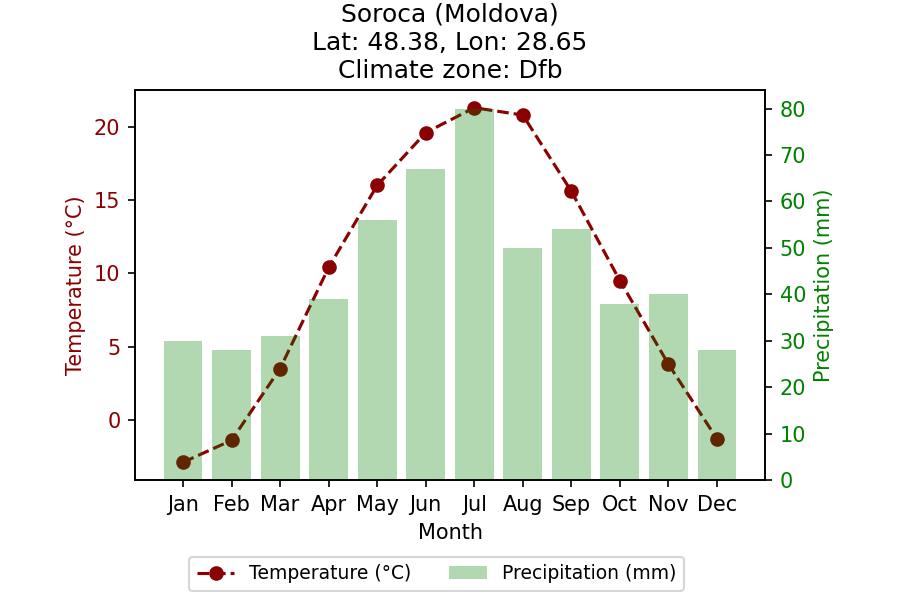 Soroca (Moldova)
Lat: 48.38, Lon: 28.65
Climate zone: Dfb
Temperature (°C)
20
15
10
5
0
80
70
60
50
40
30
20
10
0
Precipitation (mm)
Jan Feb Mar Apr May Jun Jul Aug Sep Oct Nov Dec
Month
Temperature (°C) Precipitation (mm)